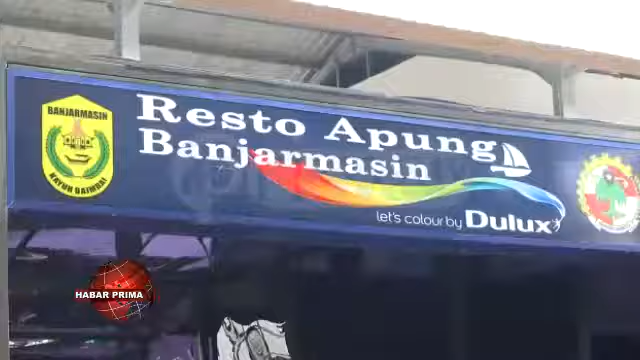 BANJARMASIN
KAYUH BAIMBAI
Resto Apung
Banjarmasin
let's colour by Dulux
HABAR PRIMA